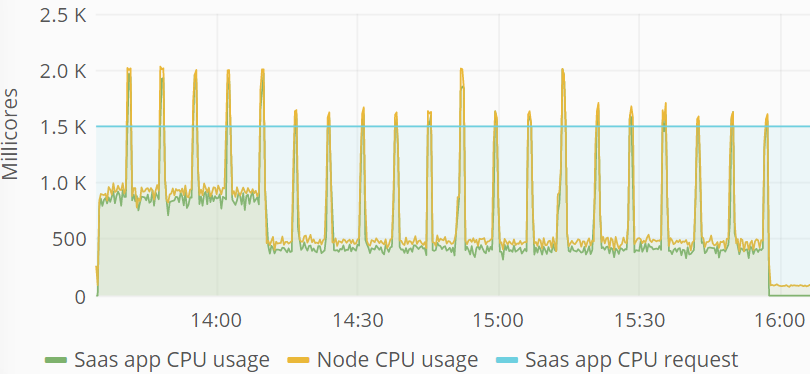 2.5 K
2.0 K
1.5 K
1.0 K
500
0
Millicores
14:00 14:30 15:00 15:30 16:00
Saas app CPU usage Node CPU usage Saas app CPU request